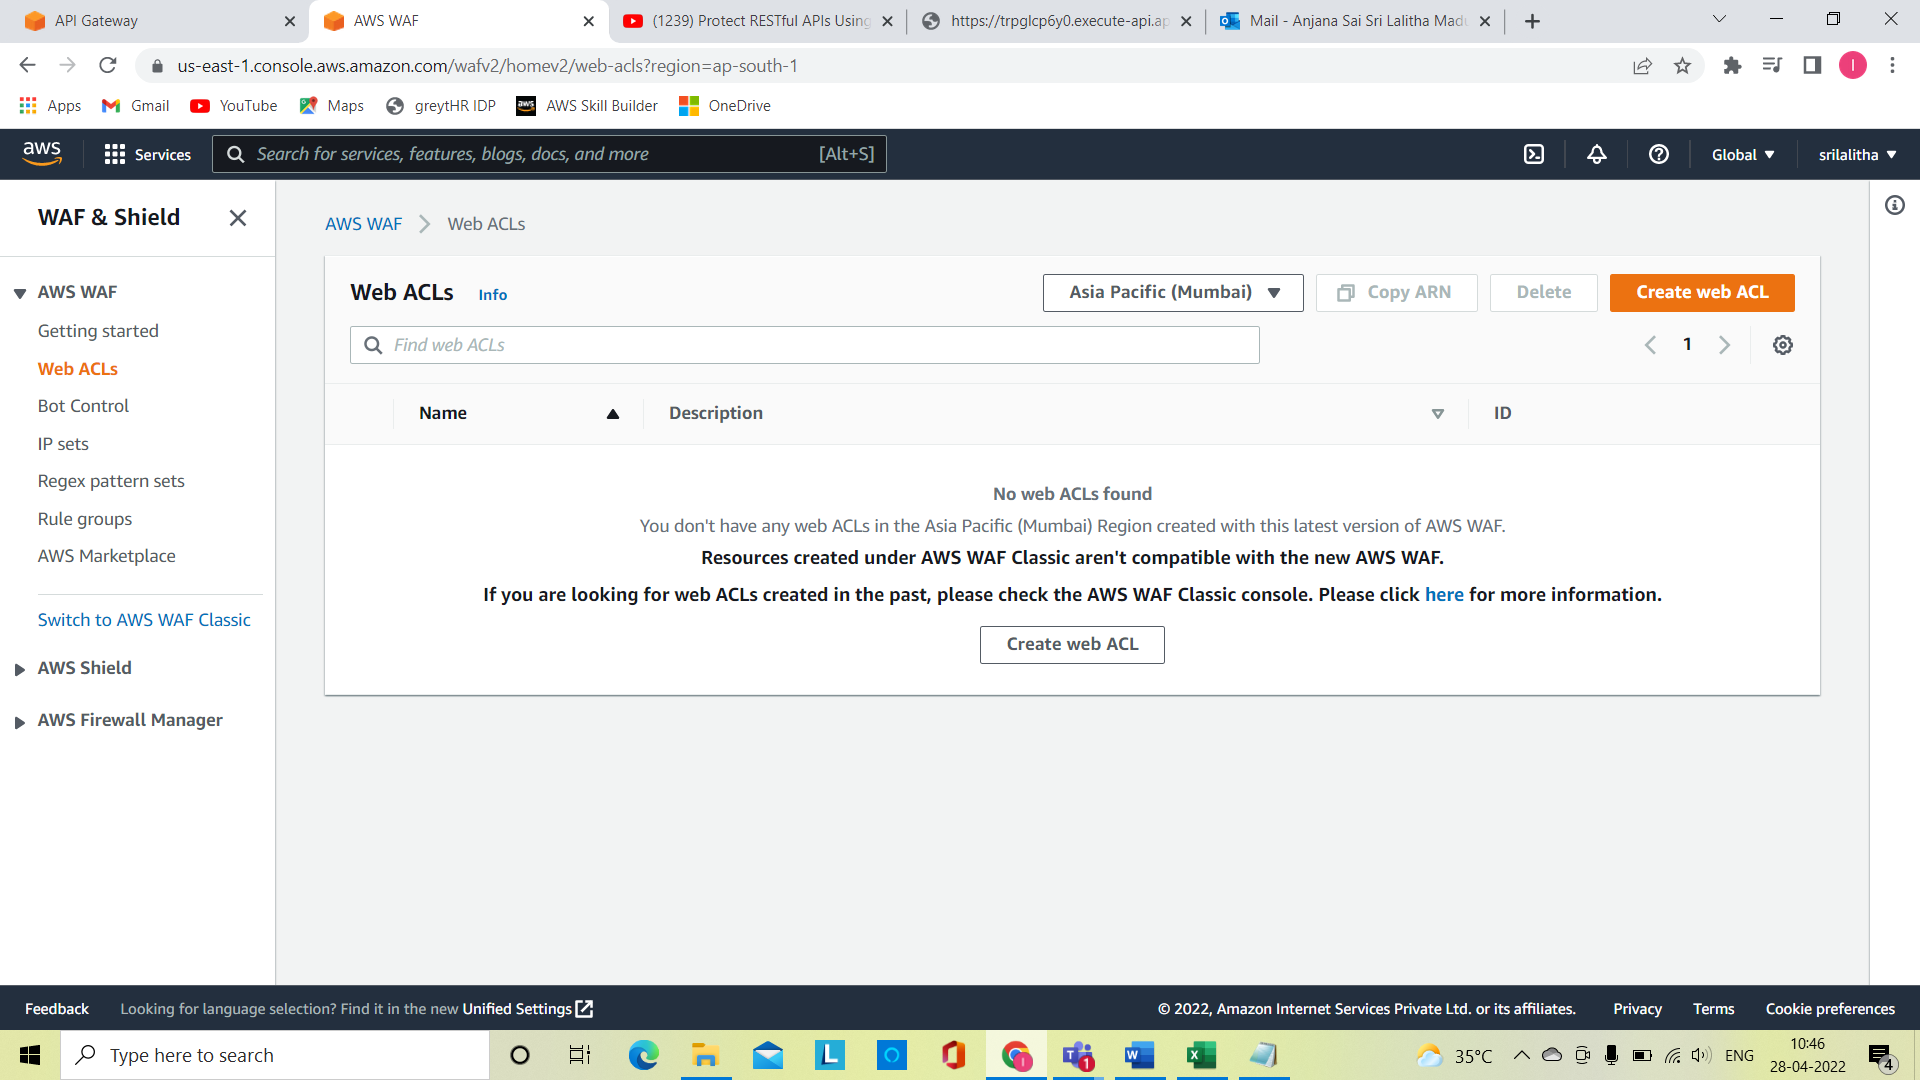 API Gateway
AWS WAF
(1239) Protect RESTful APIs Using
https://trpglcp6y0.execute-api.ap
Mail - Anjana Sai Sri Lalitha Madu
us-east-1.console.aws.amazon.com/wafv2/homev2/web-acls?region=ap-south-1
I
Apps
Gmail
YouTube
Maps
greytHR IDP
AWS Skill Builder
OneDrive
aws
Services
Search for services, features, blogs, docs, and more
[Alt+S]
Global
srilalitha
WAF & Shield
AWS WAF
Getting started
Web ACLs
Bot Control
IP sets
Regex pattern sets
Rule groups
AWS Marketplace
Switch to AWS WAF Classic
AWS Shield
AWS Firewall Manager
AWS WAF
Web ACLs
Web ACLs Info
Asia Pacific (Mumbai)
Copy ARN
Delete
Create web ACL
Find web ACLs
1
Name
Description
ID
No web ACLs found
You don't have any web ACLs in the Asia Pacific (Mumbai) Region created with this latest version of AWS WAF.
Resources created under AWS WAF Classic aren't compatible with the new AWS WAF.
If you are looking for web ACLs created in the past, please check the AWS WAF Classic console. Please click here for more information.
Create web ACL
Feedback
Looking for language selection? Find it in the new Unified Settings
© 2022, Amazon Internet Services Private Ltd. or its affiliates.
Privacy
Terms
Cookie preferences
Type here to search
35°C
ENG
10:46
28-04-2022
4